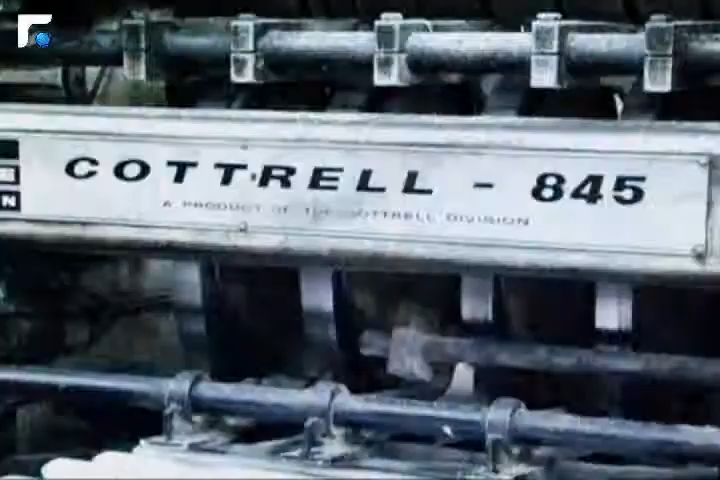 COTTRELL - 845
A PRODUCT OF THE COTTRELL DIVISION